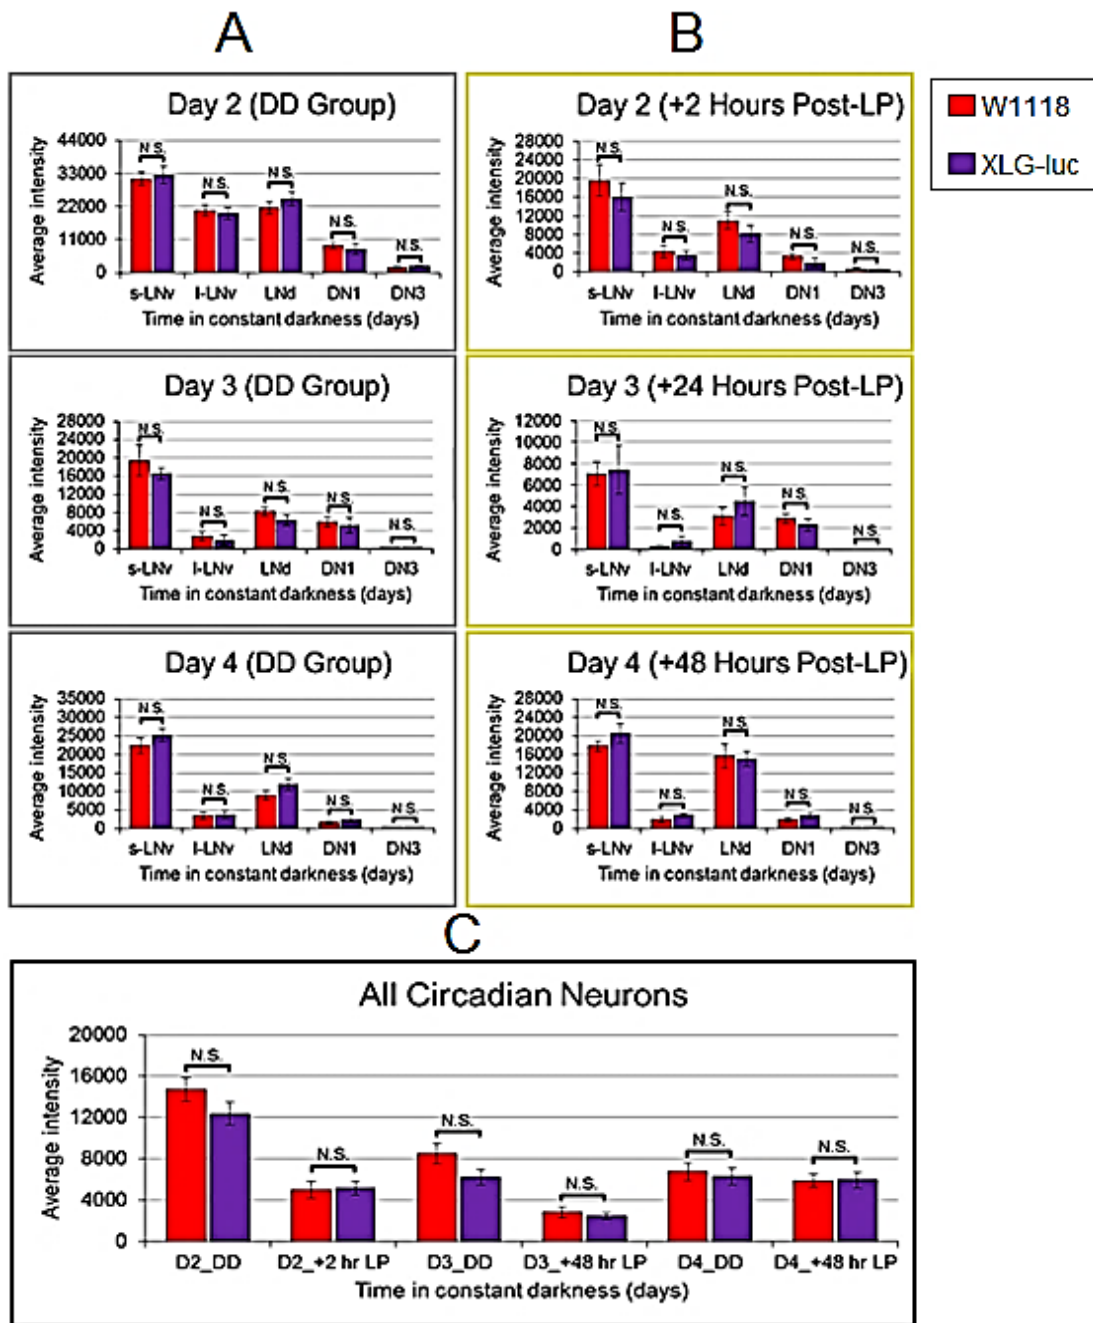 A
B
Day 2 (DD Group)
44000
33000
22000
11000
0
Average intensity
N.S.
N.S.
N.S.
N.S.
N.S.
s-LNv l-LNv LNd DN1 DN3
Time in constant darkness (days)
Day 2 (+2 Hours Post-LP)
28000
24000
20000
16000
12000
8000
4000
0
Average intensity
N.S.
N.S.
N.S.
N.S.
N.S.
s-LNv l-LNv LNd DN1 DN3
Time in constant darkness (days)
W1118
XLG-luc
Day 3 (DD Group)
28000
24000
20000
16000
12000
8000
4000
0
Average intensity
N.S.
N.S.
N.S.
N.S.
N.S.
s-LNv l-LNv LNd DN1 DN3
Time in constant darkness (days)
Day 3 (+24 Hours Post-LP)
12000
10000
8000
6000
4000
2000
0
Average intensity
N.S.
N.S.
N.S.
N.S.
N.S.
s-LNv l-LNv LNd DN1 DN3
Time in constant darkness (days)
Day 4 (DD Group)
35000
30000
25000
20000
15000
10000
5000
0
Average intensity
N.S.
N.S.
N.S.
N.S.
N.S.
s-LNv l-LNv LNd DN1 DN3
Time in constant darkness (days)
Day 4 (+48 Hours Post-LP)
28000
24000
20000
16000
12000
8000
4000
0
Average intensity
N.S.
N.S.
N.S.
N.S.
N.S.
s-LNv l-LNv LNd DN1 DN3
Time in constant darkness (days)
C
All Circadian Neurons
20000
16000
12000
8000
4000
0
Average intensity
N.S.
N.S.
N.S.
N.S.
N.S.
N.S.
D2_DD D2_+2 hr LP D3_DD D3_+48 hr LP D4_DD D4_+48 hr LP
Time in constant darkness (days)